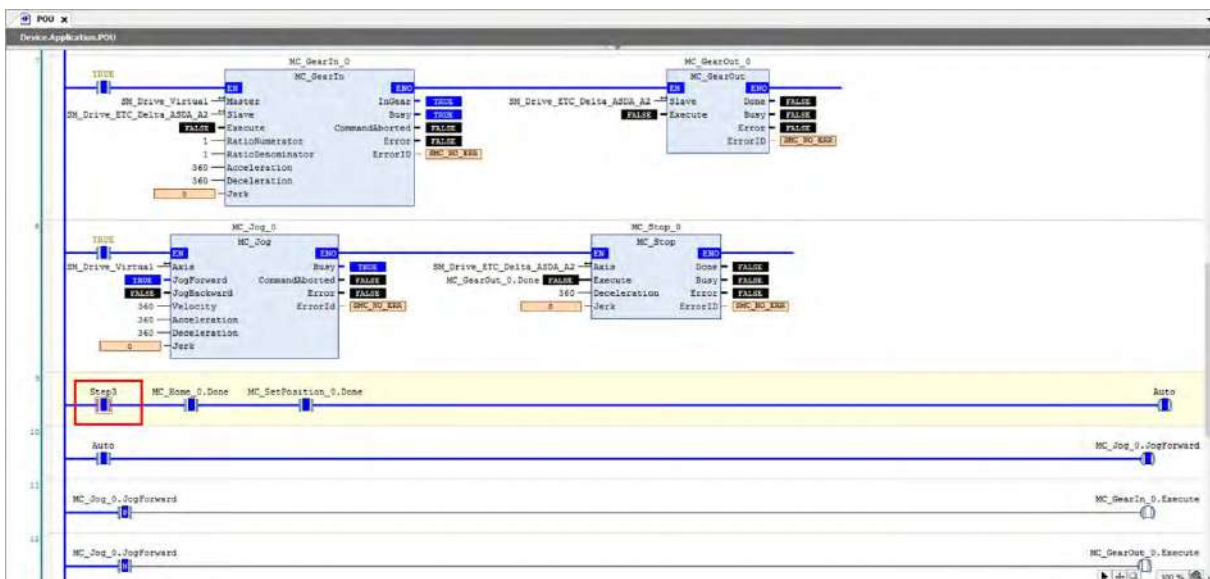 POU x
Device.Application.POU
7
MC_GearIn_0 MC_GearOut_0
TRUE MC_GearIn MC_GearOut
EN ENO EN ENO
SM_Drive_Virtual Master InGear TRUE SM_Drive_ETC_Delta_ASDA_A2 Slave Done FALSE
SM_Drive_ETC_Delta_ASDA_A2 Slave Busy TRUE FALSE Execute Busy FALSE
FALSE Execute CommandAborted FALSE Error FALSE
1 RatioNumerator Error FALSE ErrorID SMC_NO_ERR
1 RatioDenominator ErrorID SMC_NO_ERR
360 Acceleration
360 Deceleration
0 Jerk
8
MC_Jog_0 MC_Stop_0
TRUE MC_Jog MC_Stop
EN ENO EN ENO
SM_Drive_Virtual Axis Busy TRUE SM_Drive_ETC_Delta_ASDA_A2 Axis Done FALSE
TRUE JogForward CommandAborted FALSE MC_GearOut_0.Done FALSE Execute Busy FALSE
FALSE JogBackward Error FALSE 360 Deceleration Error FALSE
360 Velocity ErrorId SMC_NO_ERR 0 Jerk ErrorID SMC_NO_ERR
360 Acceleration
360 Deceleration
0 Jerk
9
Step3 MC_Home_0.Done MC_SetPosition_0.Done Auto
10
Auto MC_Jog_0.JogForward
11
MC_Jog_0.JogForward MC_GearIn_0.Execute
P
12
MC_Jog_0.JogForward MC_GearOut_0.Execute
N
100 %